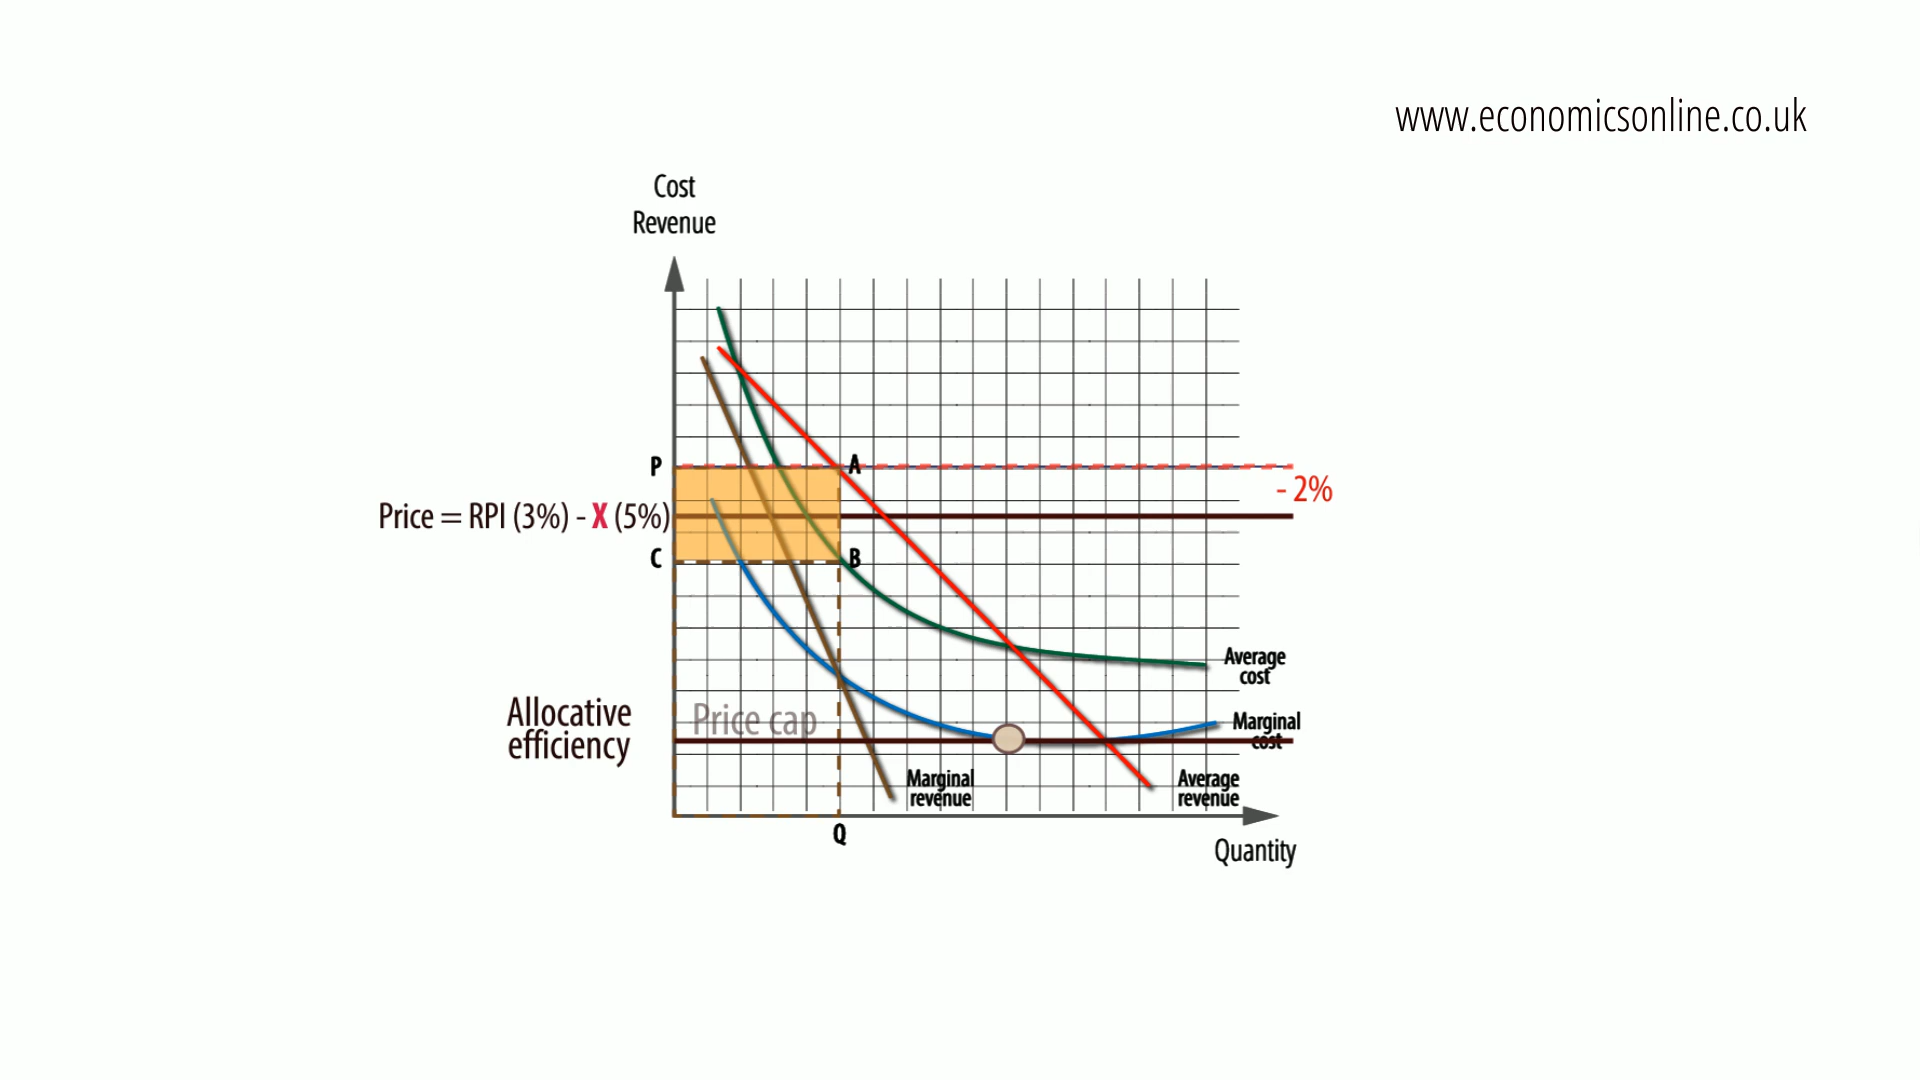 www.economicsonline.co.uk
Cost
Revenue
P
A
- 2%
Price = RPI (3%) - X (5%)
C
B
Average
cost
Allocative
efficiency
Price cap
Marginal
cost
Marginal
revenue
Average
revenue
Q
Quantity